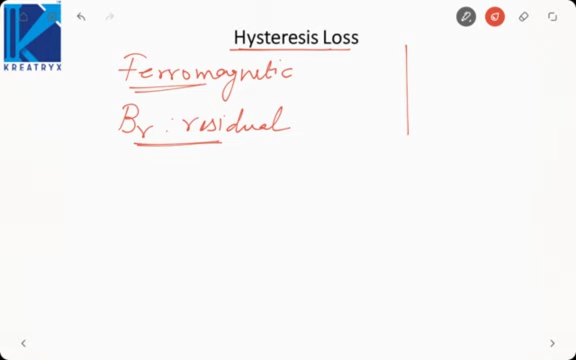 KREATRYX
Hysteresis Loss
Ferromagnetic
Br : residual